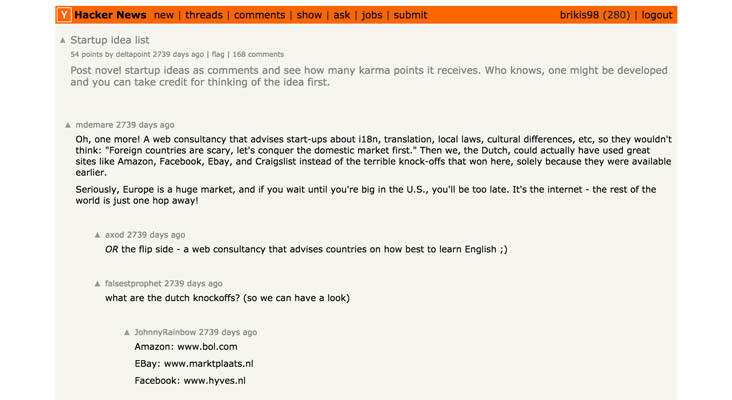 Y Hacker News new | threads | comments | show | ask | jobs | submit brikis98 (280) | logout
Startup idea list
54 points by deltapoint 2739 days ago | flag | 168 comments
Post novel startup ideas as comments and see how many karma points it receives. Who knows, one might be developed
and you can take credit for thinking of the idea first.
mdemare 2739 days ago
Oh, one more! A web consultancy that advises start-ups about i18n, translation, local laws, cultural differences, etc, so they wouldn't
think: "Foreign countries are scary, let's conquer the domestic market first." Then we, the Dutch, could actually have used great
sites like Amazon, Facebook, Ebay, and Craigslist instead of the terrible knock-offs that won here, solely because they were available
earlier.
Seriously, Europe is a huge market, and if you wait until you're big in the U.S., you'll be too late. It's the internet - the rest of the
world is just one hop away!
axod 2739 days ago
OR the flip side - a web consultancy that advises countries on how best to learn English ;)
falsestprophet 2739 days ago
what are the dutch knockoffs? (so we can have a look)
JohnnyRainbow 2739 days ago
Amazon: www.bol.com
EBay: www.marktplaats.nl
Facebook: www.hyves.nl